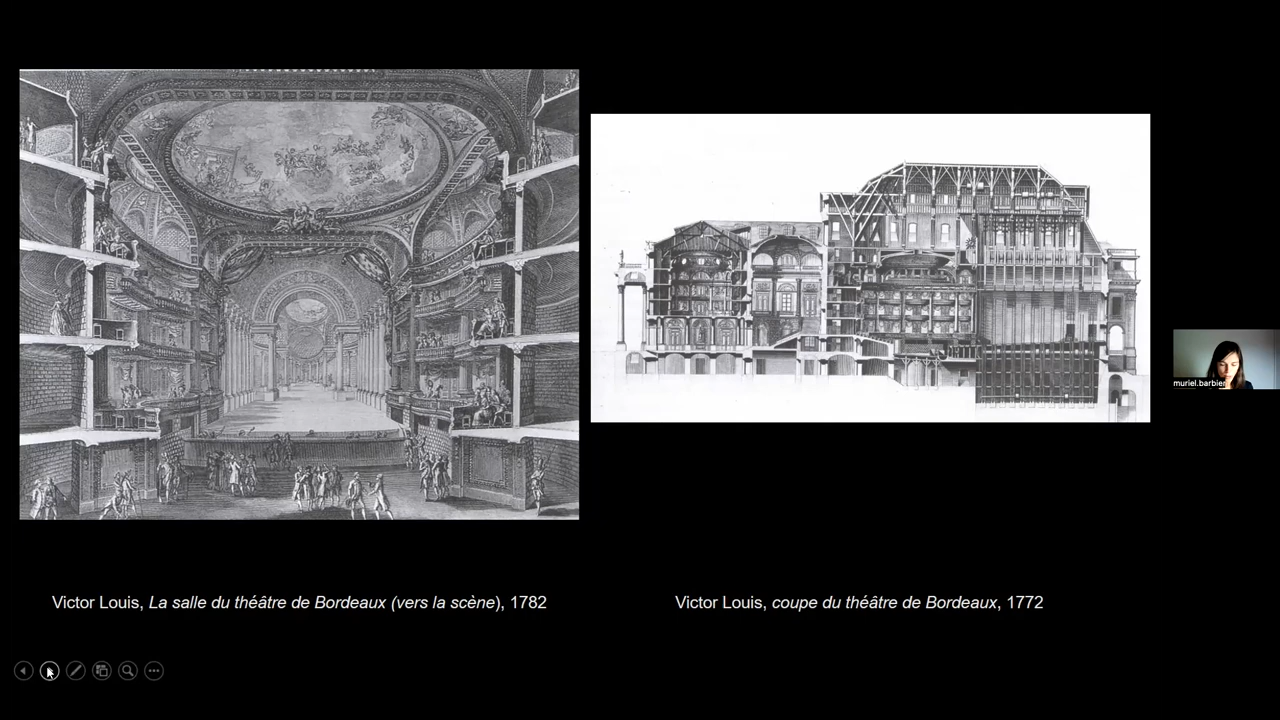 Victor Louis, La salle du théâtre de Bordeaux (vers la scène), 1782
Victor Louis, coupe du théâtre de Bordeaux, 1772
muriel.barbier